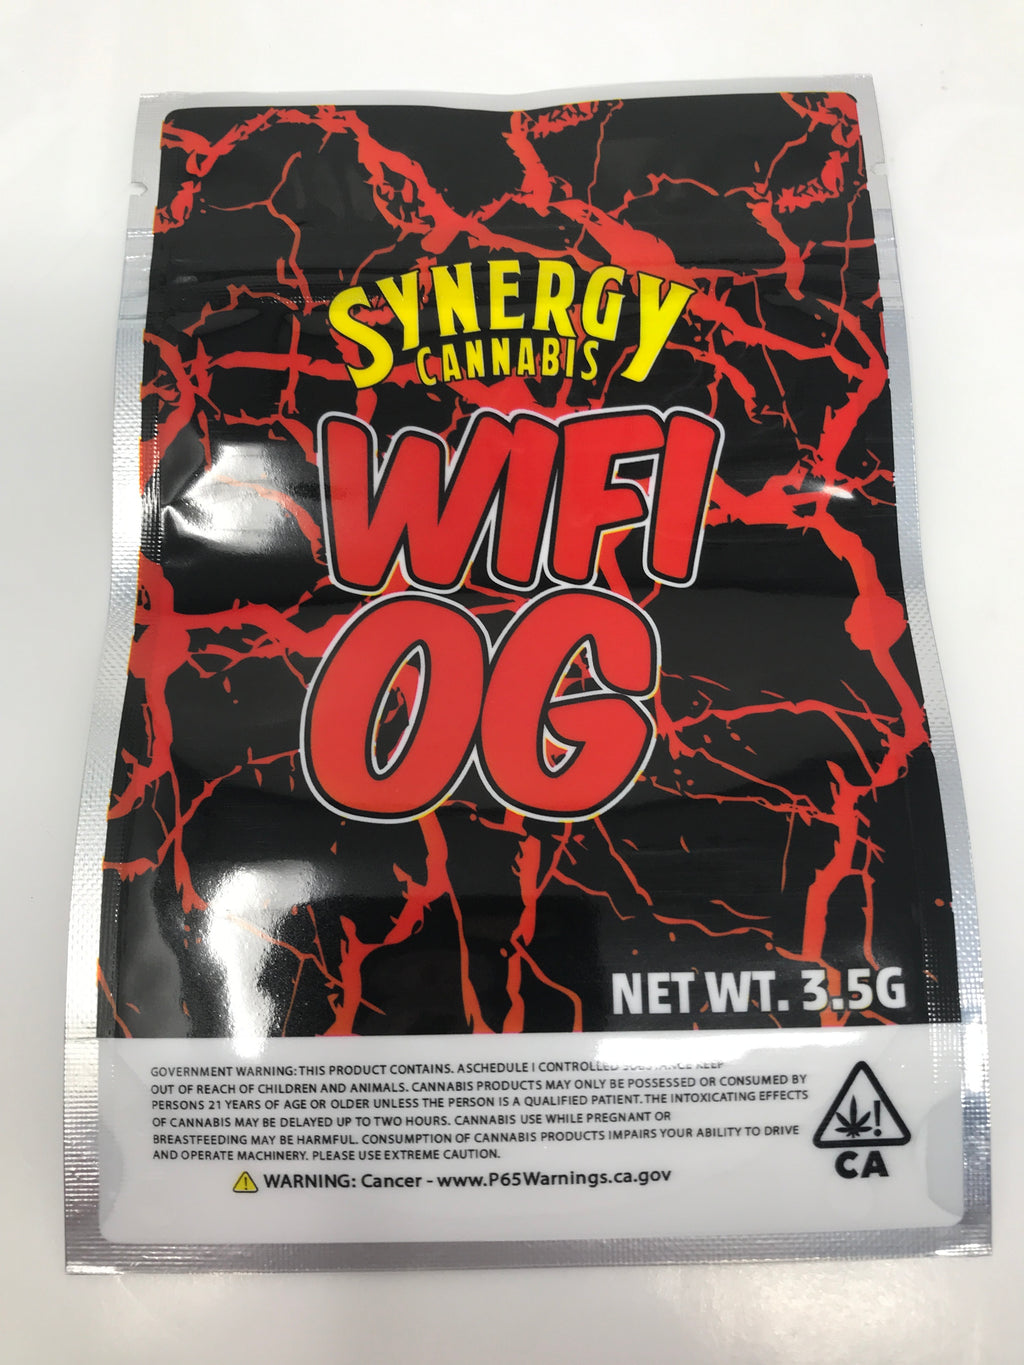 SYNERGY
CANNABIS
WIFI
OG
NET WT. 3.5G
GOVERNMENT WARNING: THIS PRODUCT CONTAINS. ASCHEDULE I CONTROLLED SUBSTANCE KEEP
OUT OF REACH OF CHILDREN AND ANIMALS. CANNABIS PRODUCTS MAY ONLY BE POSSESSED OR CONSUMED BY
PERSONS 21 YEARS OF AGE OR OLDER UNLESS THE PERSON IS A QUALIFIED PATIENT. THE INTOXICATING EFFECTS
OF CANNABIS MAY BE DELAYED UP TO TWO HOURS. CANNABIS USE WHILE PREGNANT OR
BREASTFEEDING MAY BE HARMFUL. CONSUMPTION OF CANNABIS PRODUCTS IMPAIRS YOUR ABILITY TO DRIVE
AND OPERATE MACHINERY. PLEASE USE EXTREME CAUTION.
! WARNING: Cancer - www.P65Warnings.ca.gov
!
CA